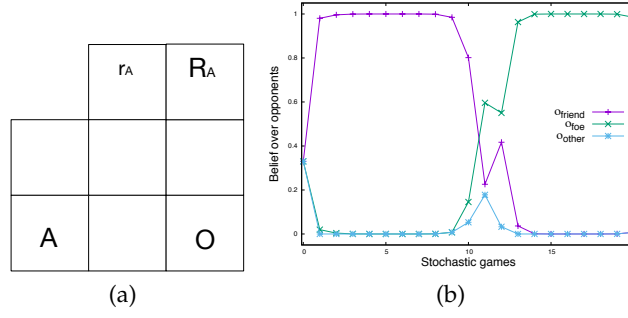 rA RA
A O
(a)
Belief over opponents
1
0.8
0.6
0.4
0.2
0
0 5 10 15
Stochastic games
ofriend
ofoe
oother
(b)